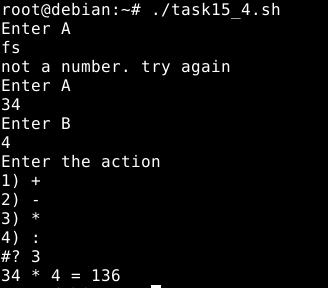 root@debian:~# ./task15_4.sh
Enter A
fs
not a number. try again
Enter A
34
Enter B
4
Enter the action
1) +
2) -
3) *
4) :
#? 3
34 * 4 = 136